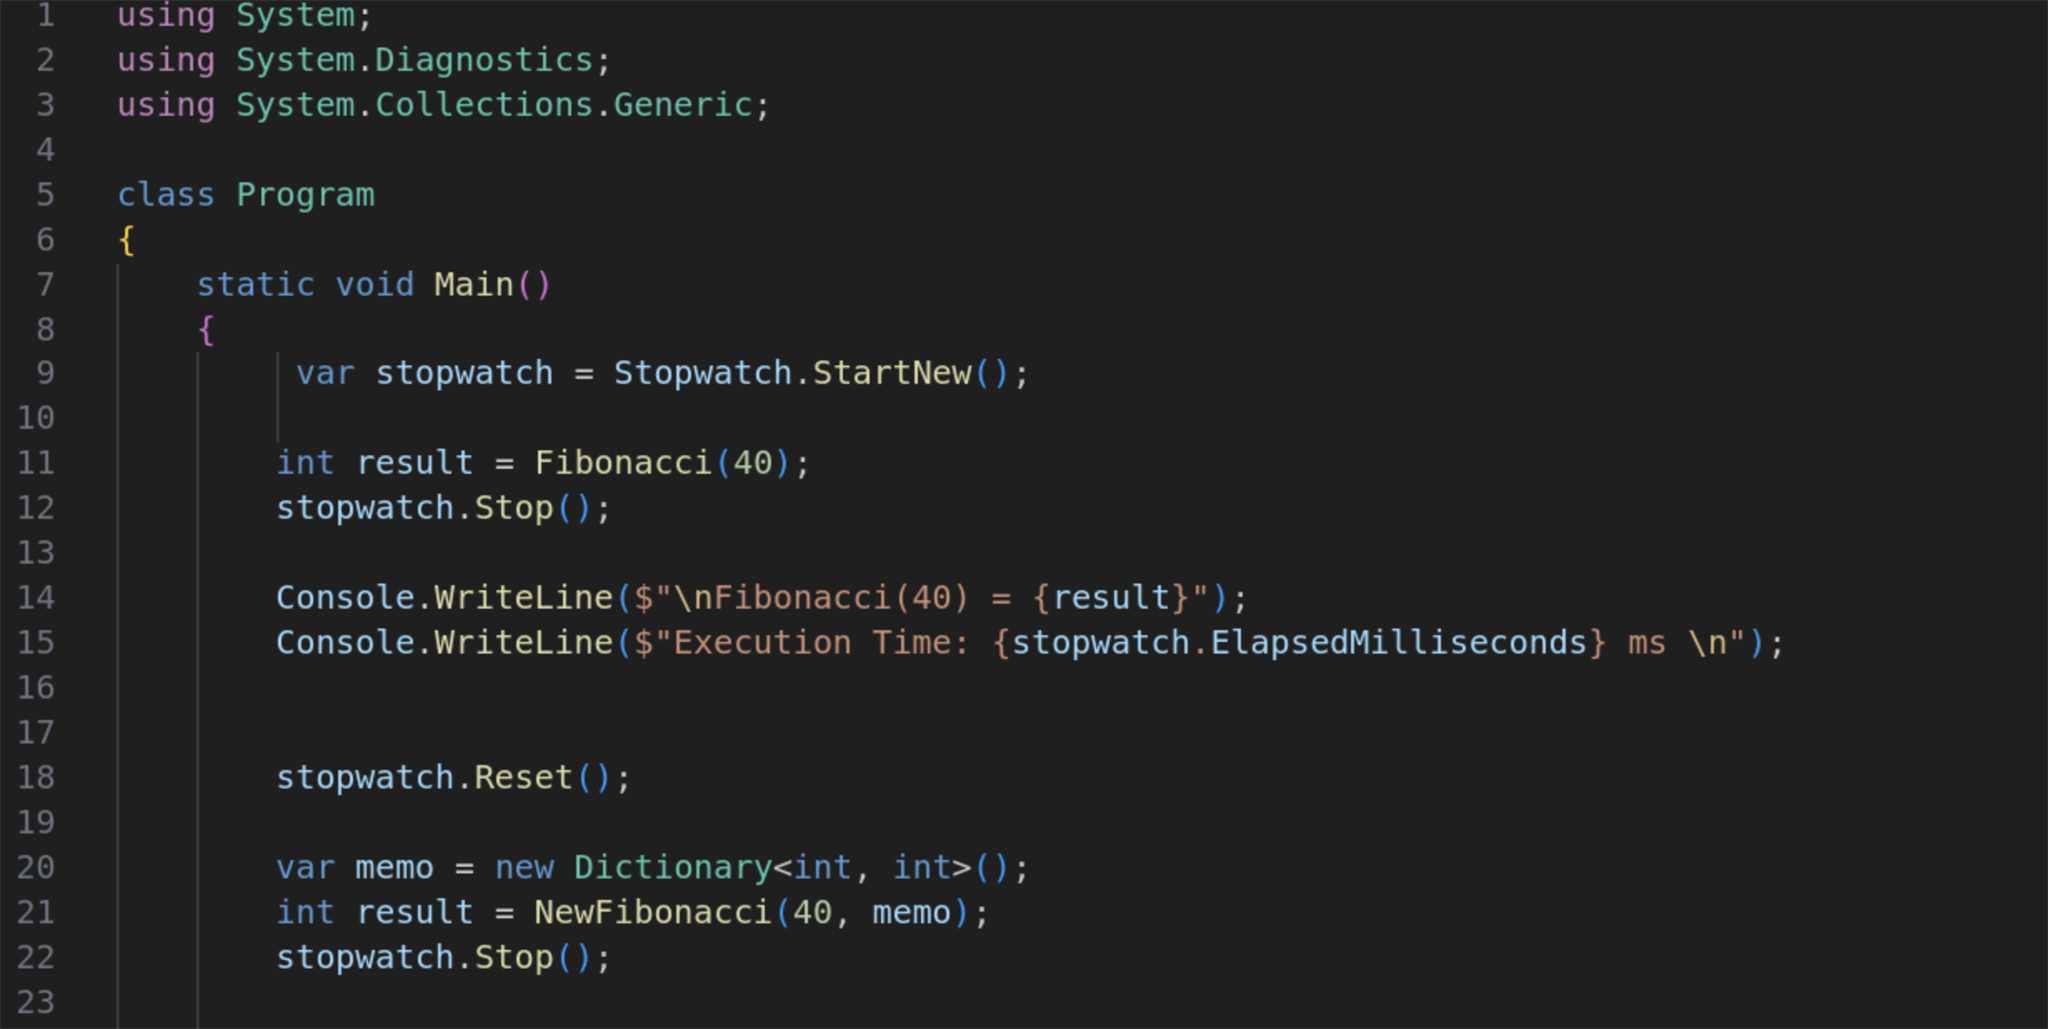 1 using System;
2 using System.Diagnostics;
3 using System.Collections.Generic;
4
5 class Program
6 {
7     static void Main()
8     {
9          var stopwatch = Stopwatch.StartNew();
10
11         int result = Fibonacci(40);
12         stopwatch.Stop();
13
14         Console.WriteLine($"\nFibonacci(40) = {result}");
15         Console.WriteLine($"Execution Time: {stopwatch.ElapsedMilliseconds} ms \n");
16
17
18         stopwatch.Reset();
19
20         var memo = new Dictionary<int, int>();
21         int result = NewFibonacci(40, memo);
22         stopwatch.Stop();
23